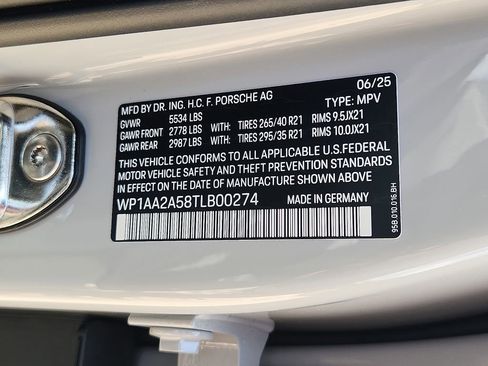 06/25
MFD BY DR. ING. H.C. F. PORSCHE AG
GVWR 5534 LBS TYPE: MPV
GAWR FRONT 2778 LBS WITH TIRES 265/40 R21 RIMS 9.5JX21
GAWR REAR 2987 LBS WITH TIRES 295/35 R21 RIMS 10.0JX21
THIS VEHICLE CONFORMS TO ALL APPLICABLE U.S.FEDERAL
MOTOR VEHICLE SAFETY AND THEFT PREVENTION STANDARDS
IN EFFECT ON THE DATE OF MANUFACTURE SHOWN ABOVE.
WP1AA2A58TLB00274
MADE IN GERMANY
95B.010.016.BH